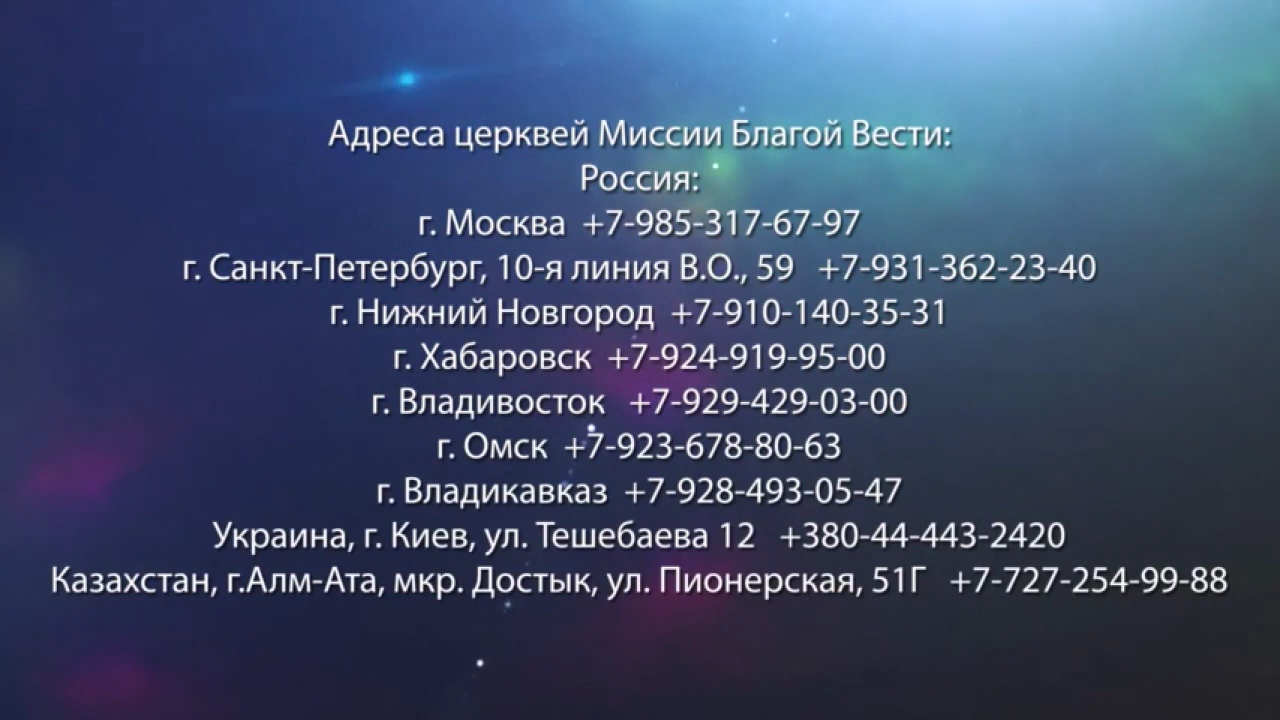 Адреса церквей Миссии Благой Вести:
Россия:
г. Москва +7-985-317-67-97
г. Санкт-Петербург, 10-я линия В.О., 59 +7-931-362-23-40
г. Нижний Новгород +7-910-140-35-31
г. Хабаровск +7-924-919-95-00
г. Владивосток +7-929-429-03-00
г. Омск +7-923-678-80-63
г. Владикавказ +7-928-493-05-47
Украина, г. Киев, ул. Тешебаева 12 +380-44-443-2420
Казахстан, г.Алм-Ата, мкр. Достык, ул. Пионерская, 51Г +7-727-254-99-88